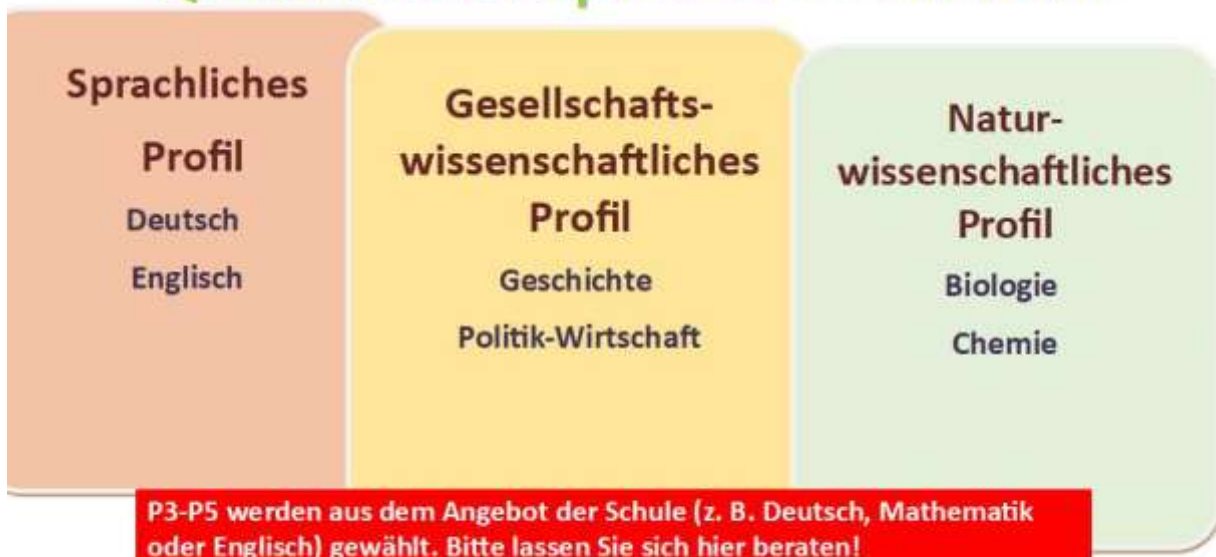 Sprachliches
Profil
Deutsch
Englisch
Gesellschafts-
wissenschaftliches
Profil
Geschichte
Politik-Wirtschaft
Natur-
wissenschaftliches
Profil
Biologie
Chemie
P3-P5 werden aus dem Angebot der Schule (z. B. Deutsch, Mathematik
oder Englisch) gewählt. Bitte lassen Sie sich hier beraten!